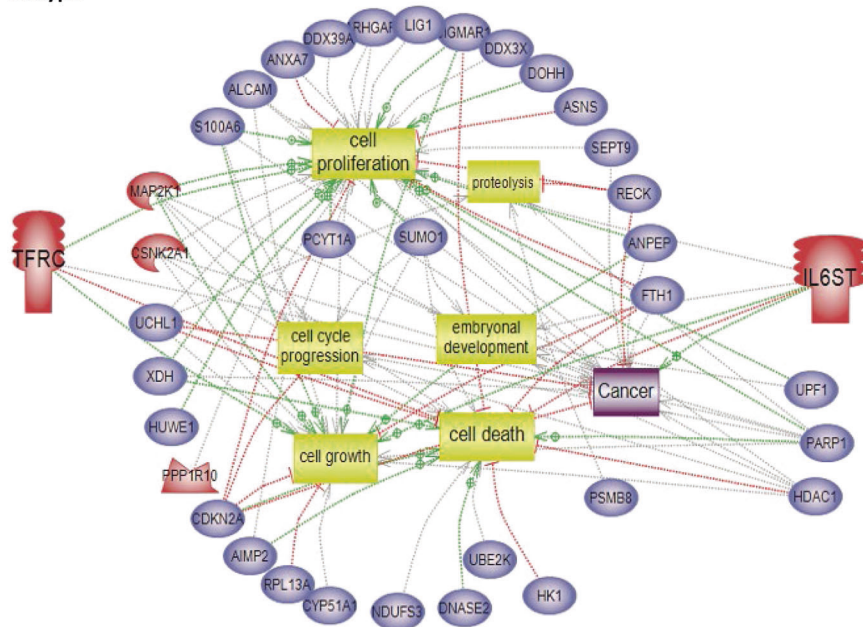 RHGAP
LIG1
IGMAR1
DDX39A
DDX3X
ANXA7
DOHH
ALCAM
ASNS
S100A6
cell
proliferation
SEPT9
proteolysis
MAP2K1
RECK
PCYT1A
SUMO1
ANPEP
TFRC
CSNK2A1
IL6ST
FTH1
UCHL1
cell cycle
progression
embryonal
development
XDH
Cancer
UPF1
HUWE1
cell death
PARP1
cell growth
PPP1R10
PSMB8
HDAC1
CDKN2A
AIMP2
UBE2K
RPL13A
CYP51A1
NDUFS3
DNASE2
HK1